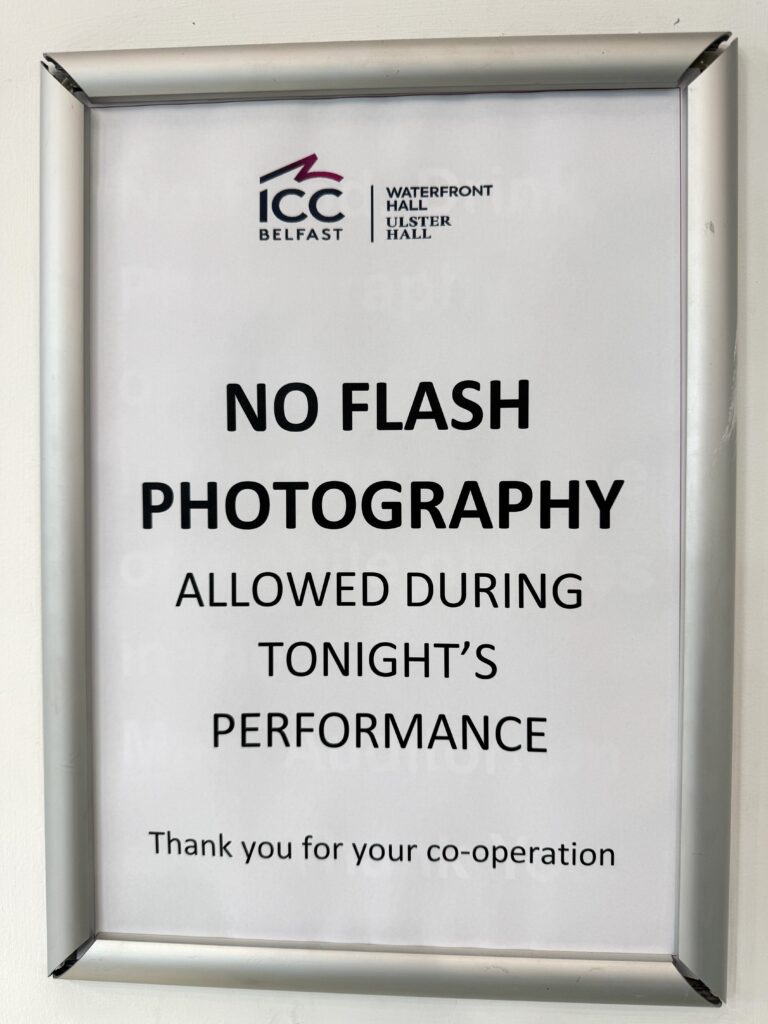 ICC
BELFAST
WATERFRONT
HALL
ULSTER
HALL
NO FLASH
PHOTOGRAPHY
ALLOWED DURING
TONIGHT’S
PERFORMANCE
Thank you for your co-operation